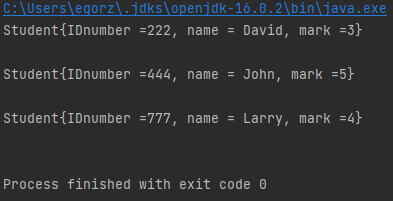 C:\Users\egorz\.jdks\openjdk-16.0.2\bin\java.exe
Student{IDnumber =222, name = David, mark =3}
Student{IDnumber =444, name = John, mark =5}
Student{IDnumber =777, name = Larry, mark =4}
Process finished with exit code 0